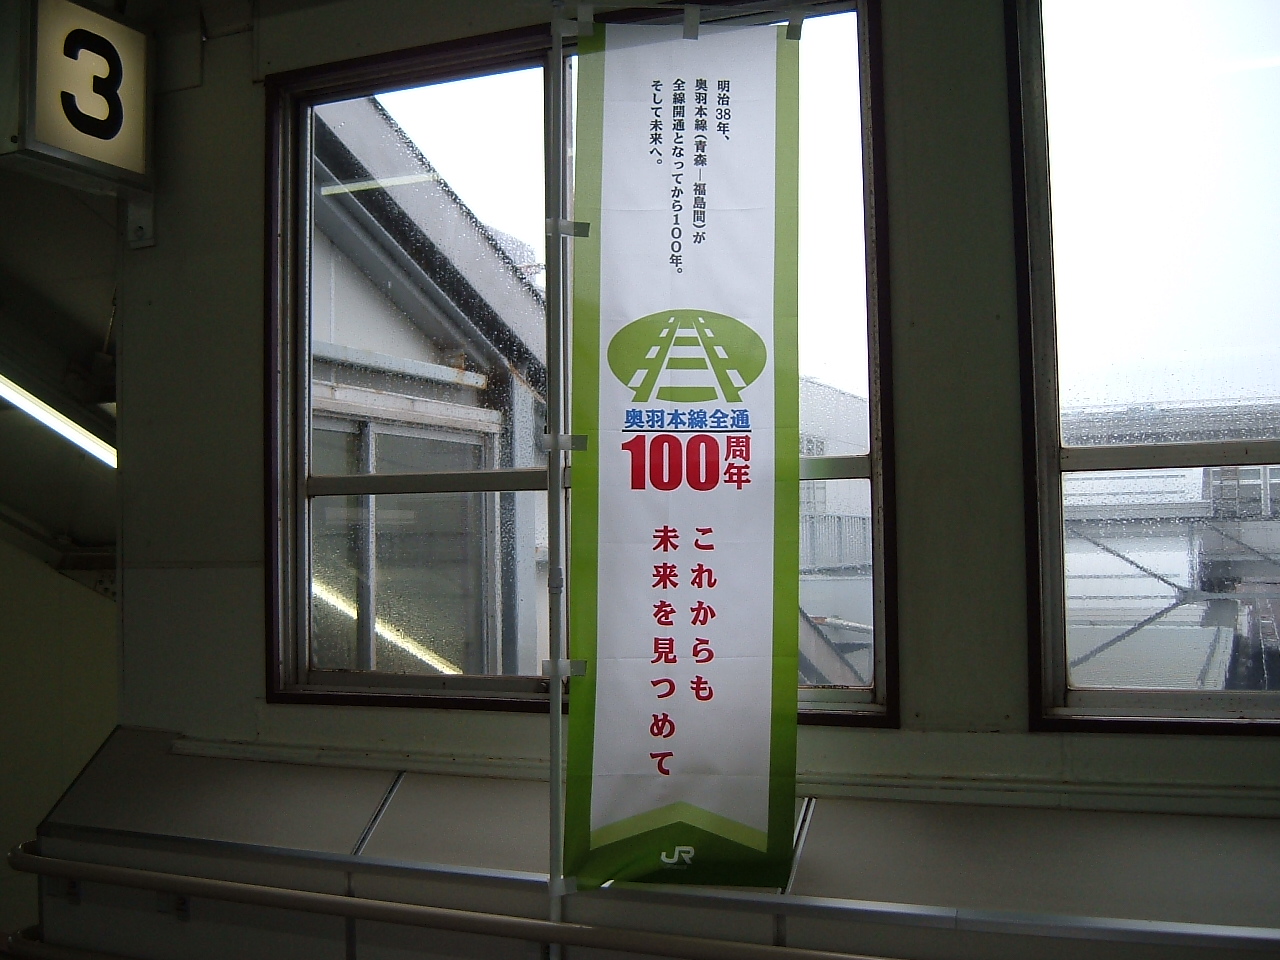 3
明治38年、
奥羽本線(青森―福島間)が
全線開通となってから100年。
そして未来へ。
奥羽本線全通
100周年
これからも
未来を見つめて
JR